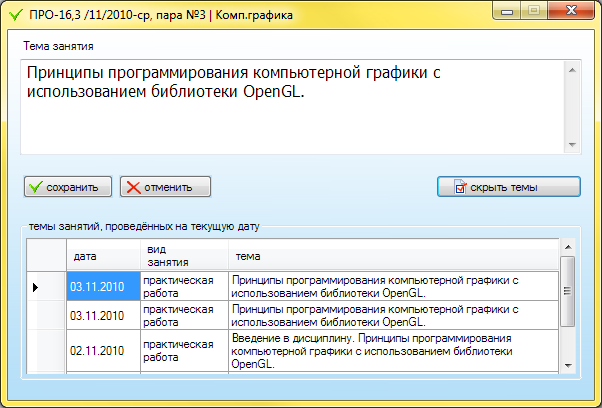 ПРО-16,3 /11/2010-ср, пара №3 | Комп.графика
Тема занятия
Принципы программирования компьютерной графики с
использованием библиотеки OpenGL.
сохранить
отменить
скрыть темы
темы занятий, проведённых на текущую дату
дата
вид
занятия
тема
03.11.2010
практическая
работа
Принципы программирования компьютерной графики с
использованием библиотеки OpenGL.
03.11.2010
практическая
работа
Принципы программирования компьютерной графики с
использованием библиотеки OpenGL.
02.11.2010
практическая
работа
Введение в дисциплину. Принципы программирования
компьютерной графики с использованием библиотеки
OpenGL.